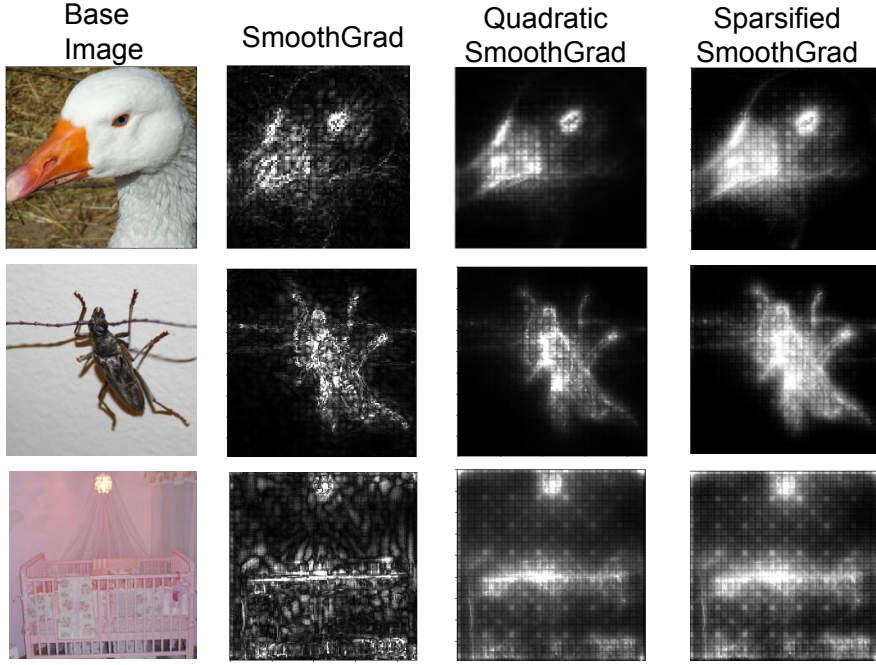 Base
Image
SmoothGrad
Quadratic
SmoothGrad
Sparsified
SmoothGrad